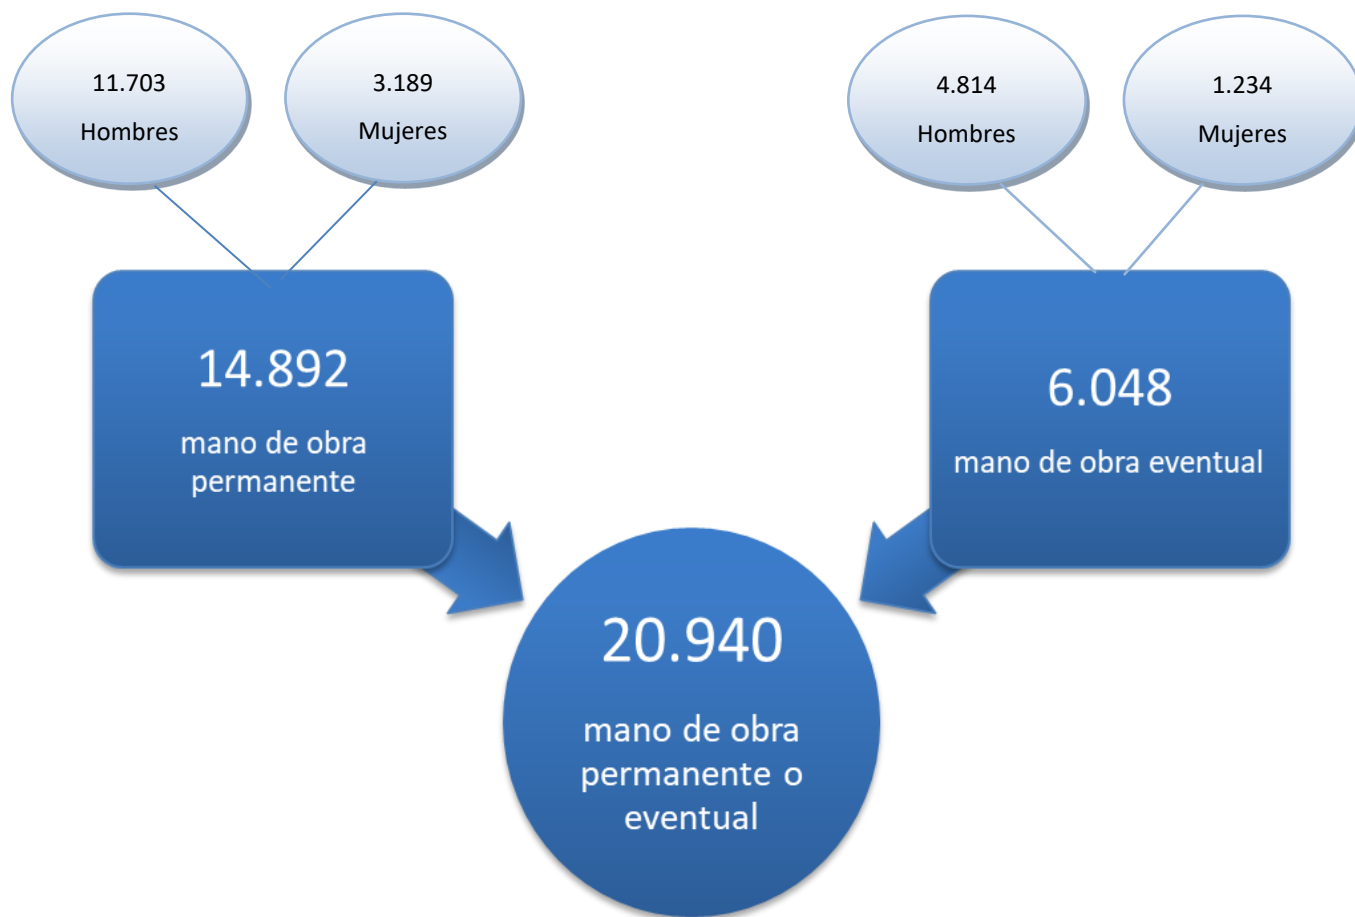 11.703
Hombres
3.189
Mujeres
4.814
Hombres
1.234
Mujeres
14.892
mano de obra
permanente
6.048
mano de obra eventual
20.940
mano de obra
permanente o
eventual